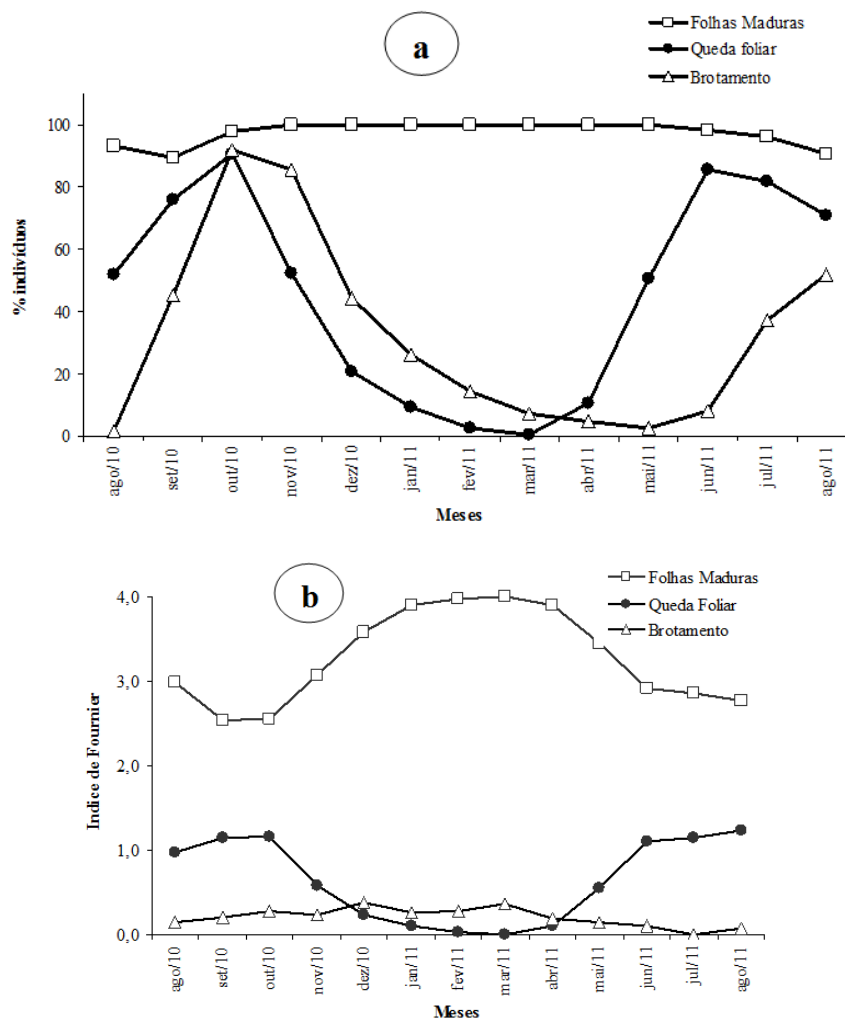 a
Folhas Maduras
Queda foliar
Brotamento
% indivíduos
100
80
60
40
20
0
ago/10
set/10
out/10
nov/10
dez/10
jan/11
fev/11
mar/11
abr/11
mai/11
jun/11
jul/11
ago/11
Meses
b
Folhas Maduras
Queda Foliar
Brotamento
Indice de Fournier
4,0
3,0
2,0
1,0
0,0
ago/10
set/10
out/10
nov/10
dez/10
jan/11
fev/11
mar/11
abr/11
mai/11
jun/11
jul/11
ago/11
Meses